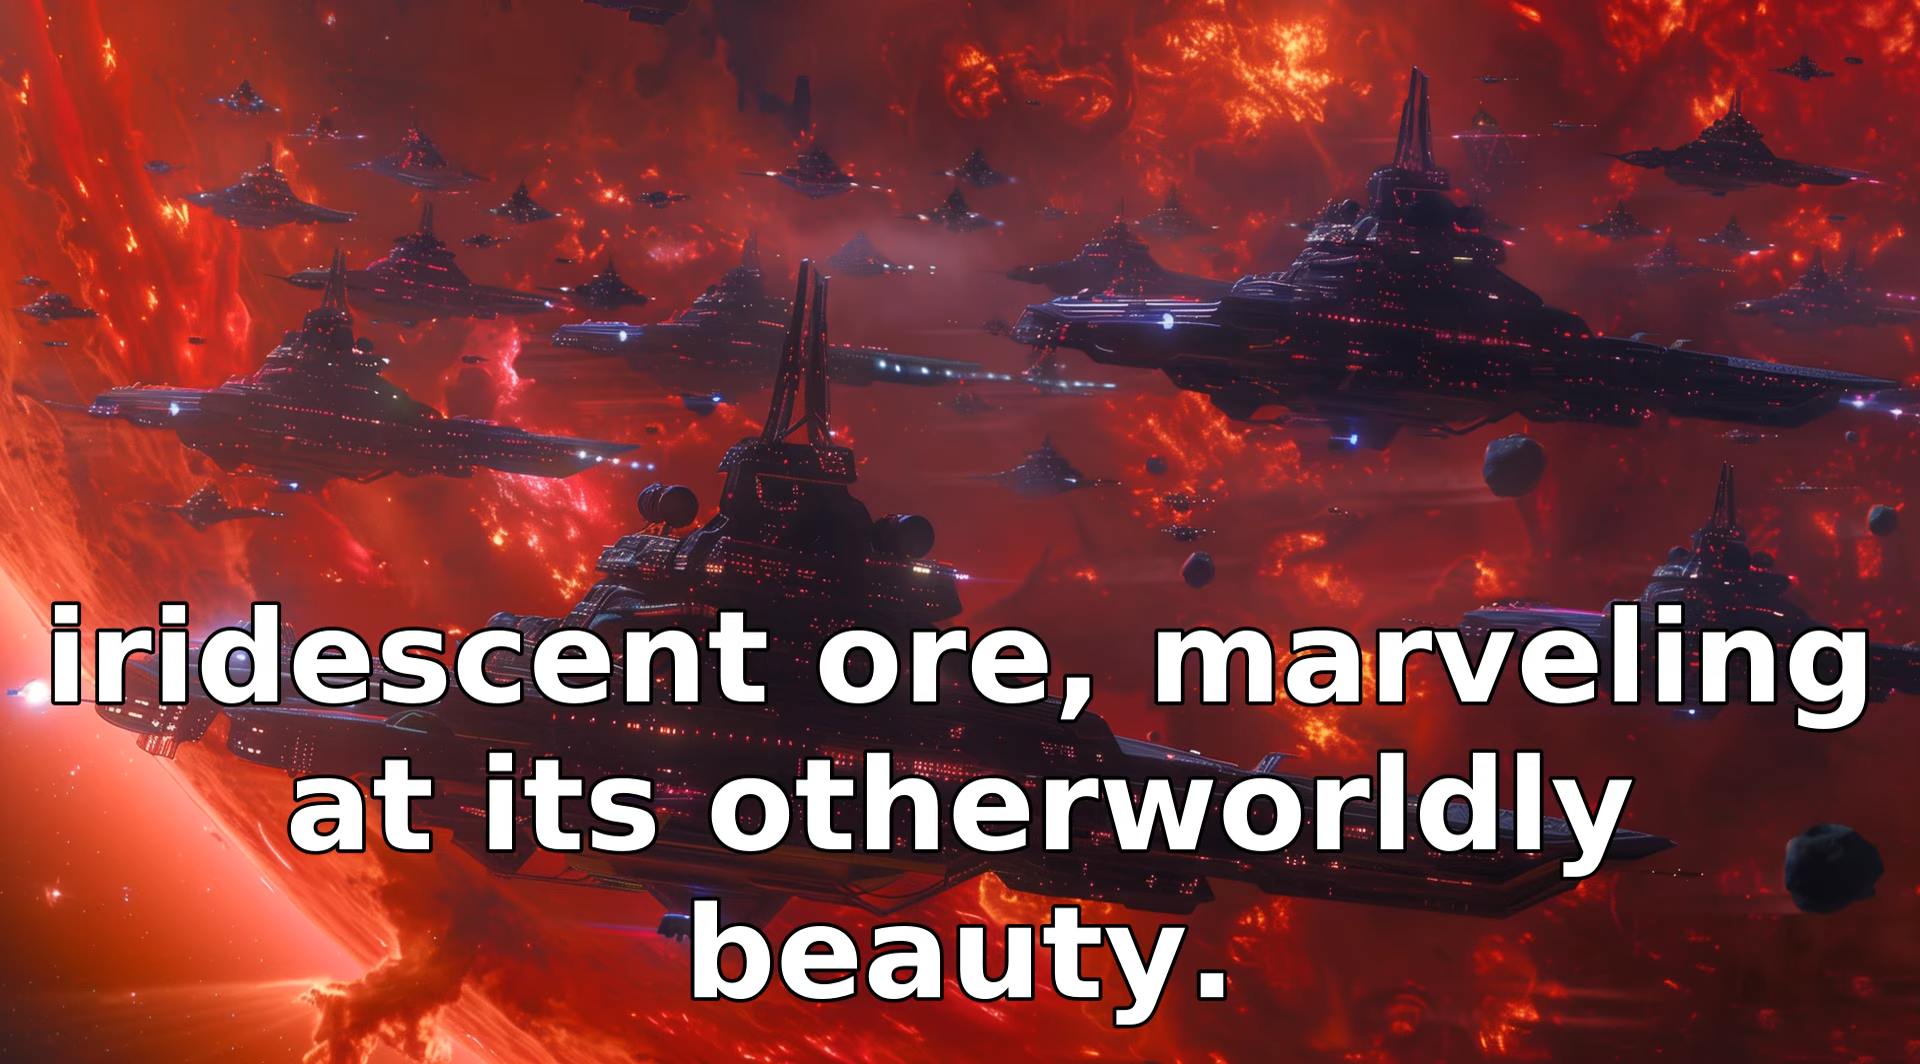 iridescent ore, marveling
at its otherworldly
beauty.